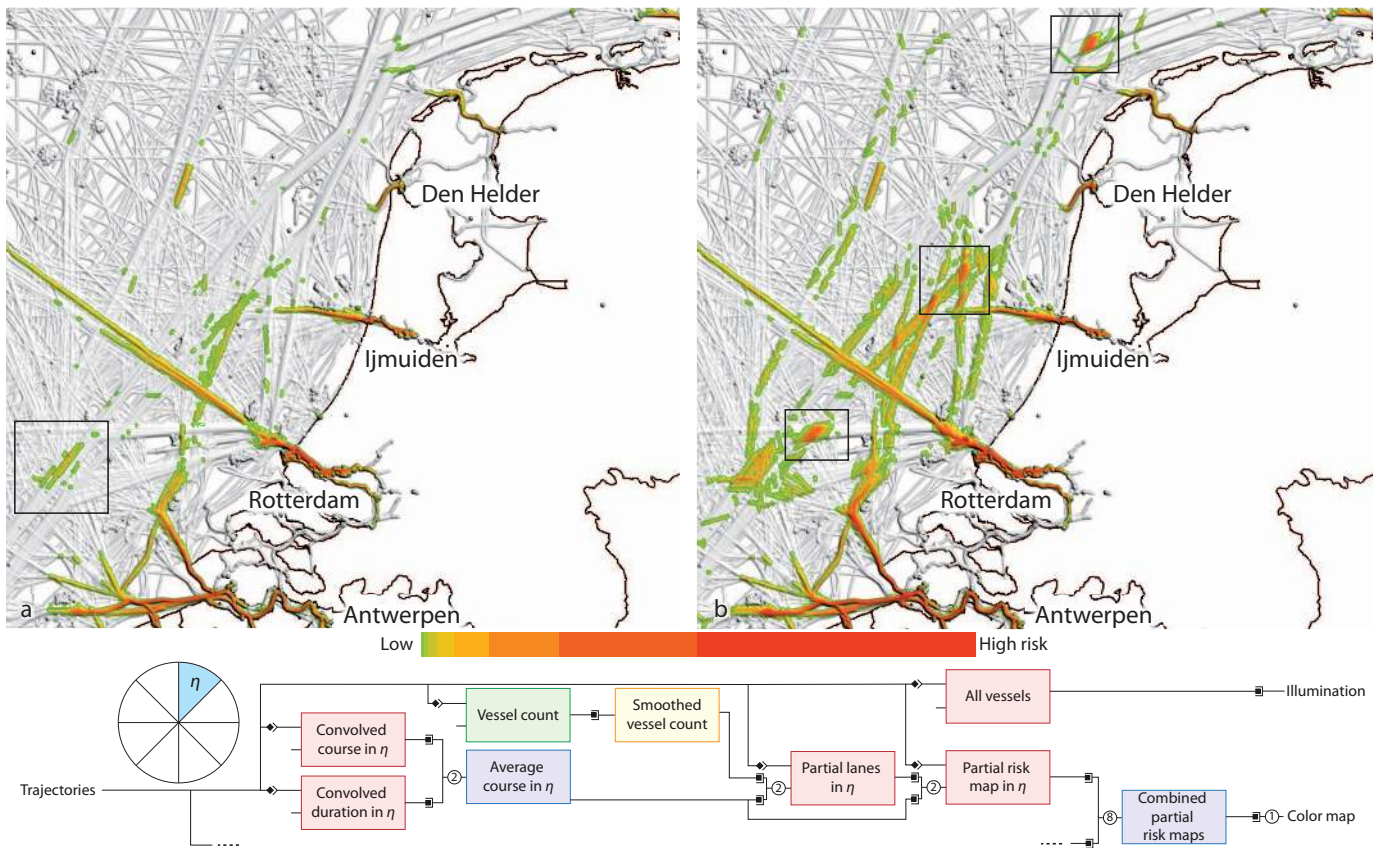 Den Helder
Ijmuiden
Rotterdam
Antwerpen
a
Den Helder
Ijmuiden
Rotterdam
Antwerpen
b
Low
High risk
η
Trajectories
Convolved
course in η
Convolved
duration in η
Vessel count
Average
course in η
Smoothed
vessel count
Partial lanes
in η
All vessels
Partial risk
map in η
Combined
partial
risk maps
Illumination
Color map
2
2
2
8
1
....
....